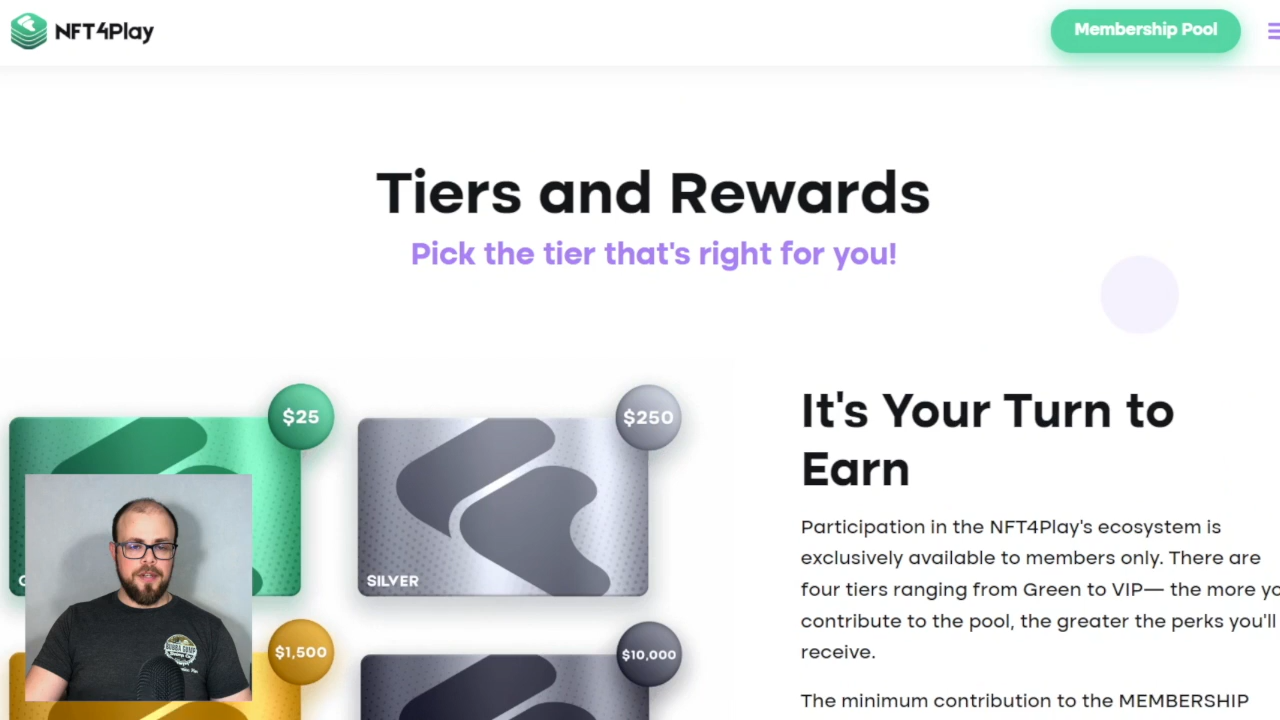 NFT4Play
Membership Pool
Tiers and Rewards
Pick the tier that's right for you!
$25
$250
SILVER
$1,500
$10,000
It's Your Turn to
Earn
Participation in the NFT4Play's ecosystem is
exclusively available to members only. There are
four tiers ranging from Green to VIP— the more
contribute to the pool, the greater the perks you'll
receive.
The minimum contribution to the MEMBERSHIP